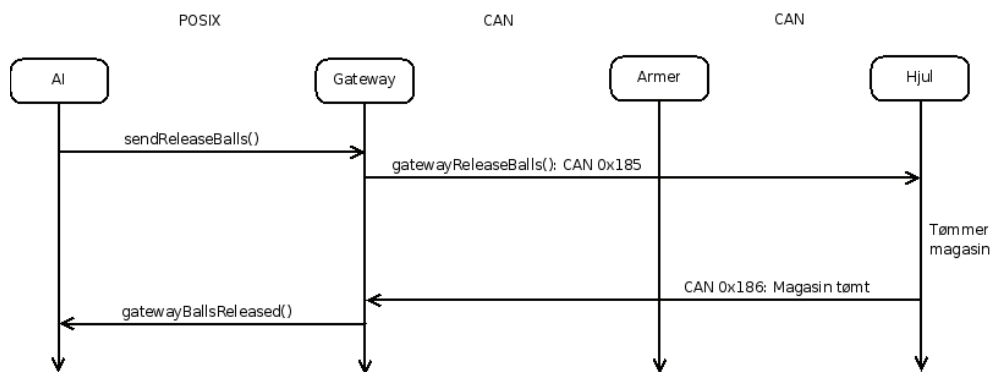 POSIX
CAN
CAN
AI
Gateway
Armer
Hjul
sendReleaseBalls()
gatewayReleaseBalls(): CAN 0x185
Tømmer
magasin
CAN 0x186: Magasin tømt
gatewayBallsReleased()